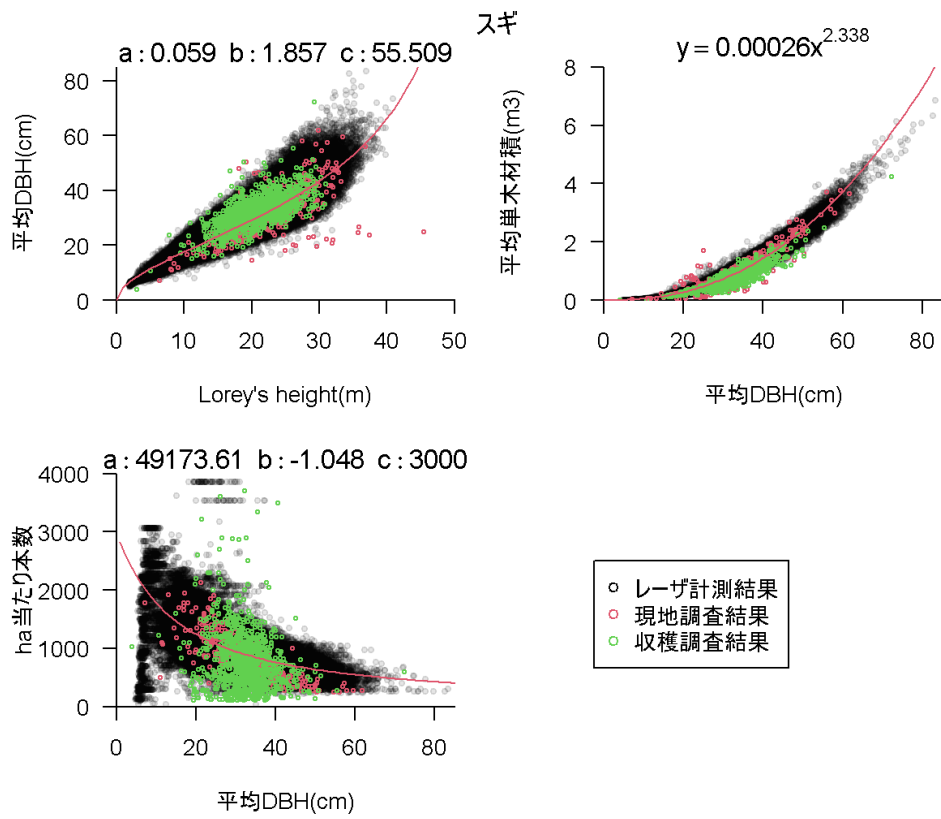 スギ
a : 0.059 b : 1.857 c : 55.509
平均DBH(cm)
80
60
40
20
0
0 10 20 30 40 50
Lorey's height(m)
y = 0.00026x^2.338
平均単木材積(m3)
8
6
4
2
0
0 20 40 60 80
平均DBH(cm)
a : 49173.61 b : -1.048 c : 3000
ha当たり本数
4000
3000
2000
1000
0
0 20 40 60 80
平均DBH(cm)
レーザ計測結果
現地調査結果
収穫調査結果